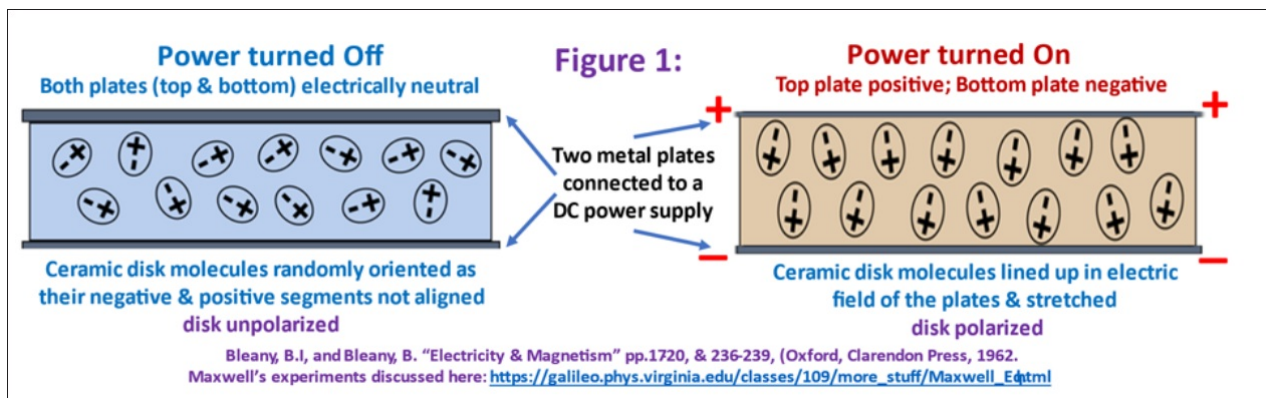 Power turned Off
Both plates (top & bottom) electrically neutral
Figure 1:
Power turned On
Top plate positive; Bottom plate negative
Two metal plates
connected to a
DC power supply
Ceramic disk molecules randomly oriented as
their negative & positive segments not aligned
disk unpolarized
Ceramic disk molecules lined up in electric
field of the plates & stretched
disk polarized
Bleany, B.I, and Bleany, B. “Electricity & Magnetism” pp.1720, & 236-239, (Oxford, Clarendon Press, 1962.
Maxwell’s experiments discussed here: https://galileo.phys.virginia.edu/classes/109/more_stuff/Maxwell_